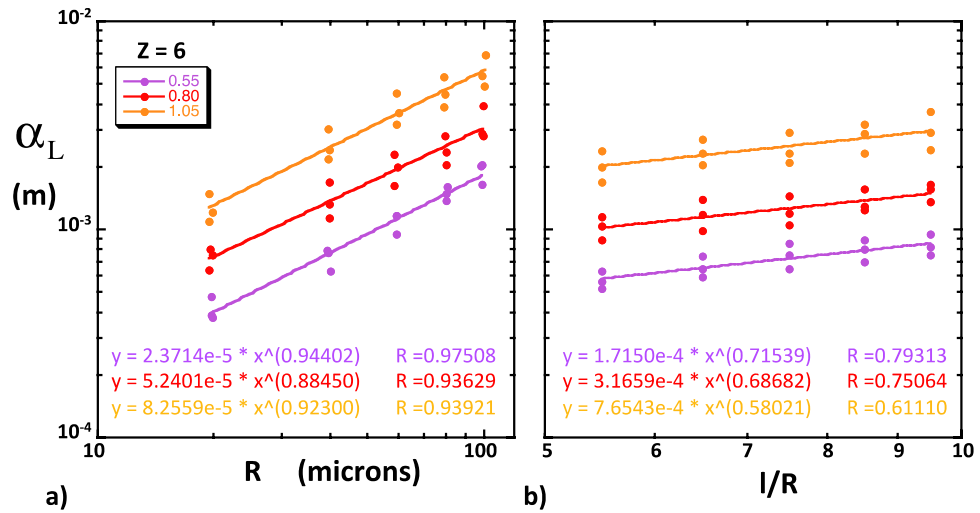 10^-2
Z = 6
0.55
0.80
1.05
α_L
(m)
10^-3
y = 2.3714e-5 * x^(0.94402) R =0.97508
y = 5.2401e-5 * x^(0.88450) R =0.93629
y = 8.2559e-5 * x^(0.92300) R =0.93921
10^-4
10 100
R (microns)
a)
y = 1.7150e-4 * x^(0.71539) R =0.79313
y = 3.1659e-4 * x^(0.68682) R =0.75064
y = 7.6543e-4 * x^(0.58021) R =0.61110
5 6 7 8 9 10
l/R
b)